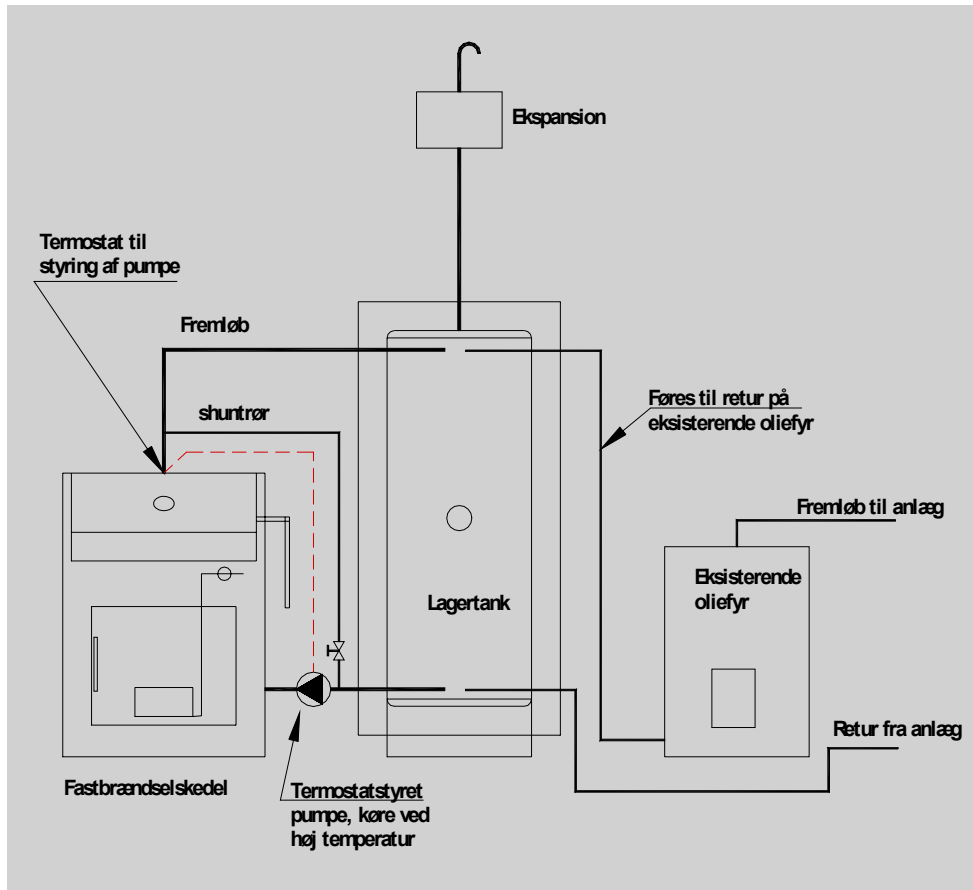 Ekspansion
Termostat til
styring af pumpe
Fremløb
shuntrør
Føres til retur på
eksisterende oliefyr
Fremløb til anlæg
Eksisterende
oliefyr
Lagertank
Retur fra anlæg
Fastbrændselskedel
Termostatstyret
pumpe, køre ved
høj temperatur